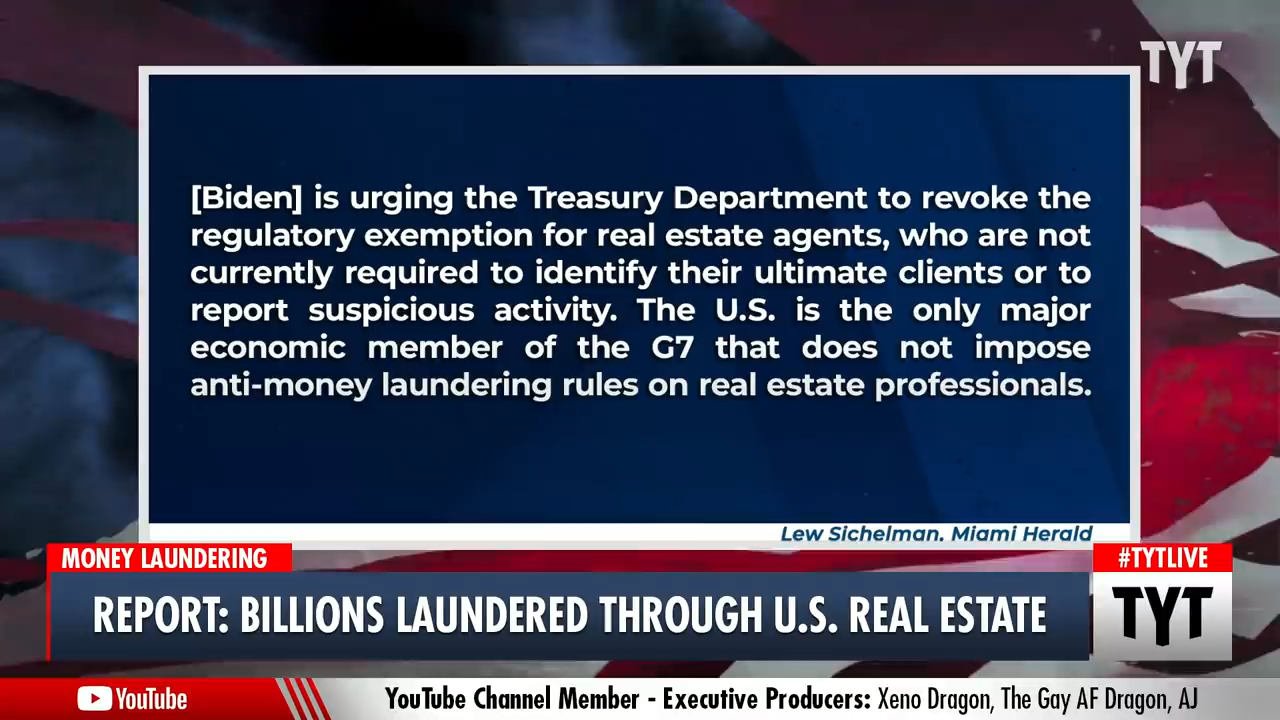 TYT
[Biden] is urging the Treasury Department to revoke the
regulatory exemption for real estate agents, who are not
currently required to identify their ultimate clients or to
report suspicious activity. The U.S. is the only major
economic member of the G7 that does not impose
anti-money laundering rules on real estate professionals.
Lew Sichelman, Miami Herald
MONEY LAUNDERING
#TYTLIVE
REPORT: BILLIONS LAUNDERED THROUGH U.S. REAL ESTATE
TYT
YouTube
YouTube Channel Member - Executive Producers: Xeno Dragon, The Gay AF Dragon, AJ